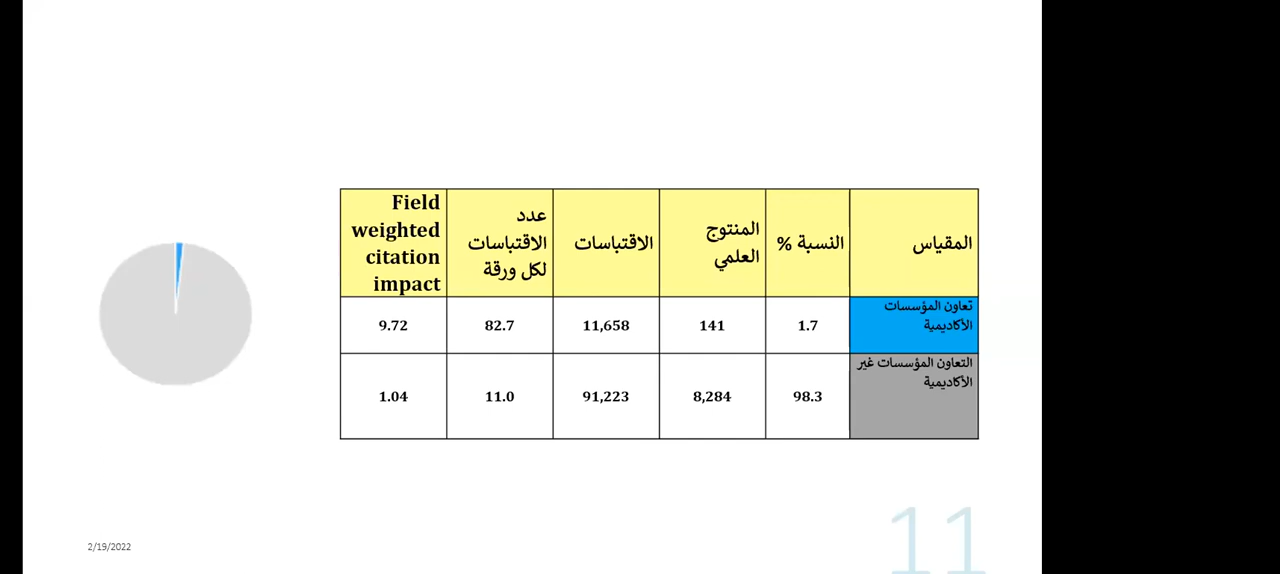 المقياس
النسبة %
المنتوج
العلمي
الاقتباسات
عدد
الاقتباسات
لكل ورقة
Field
weighted
citation
impact
تعاون المؤسسات
الأكاديمية
1.7
141
11,658
82.7
9.72
التعاون المؤسسات غير
الأكاديمية
98.3
8,284
91,223
11.0
1.04
2/19/2022
11